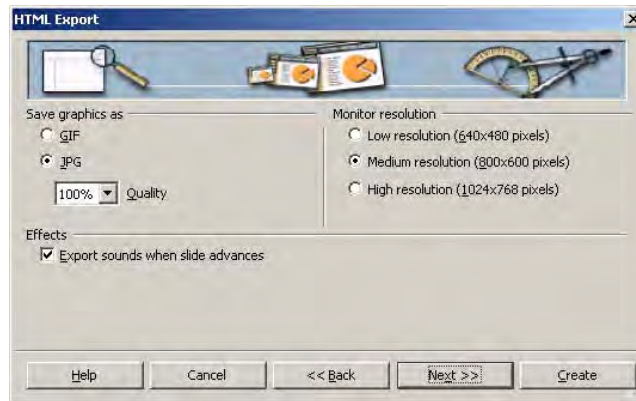 HTML Export
Save graphics as
GIF
JPG
100% Quality
Monitor resolution
Low resolution (640x480 pixels)
Medium resolution (800x600 pixels)
High resolution (1024x768 pixels)
Effects
Export sounds when slide advances
Help Cancel << Back Next >> Create